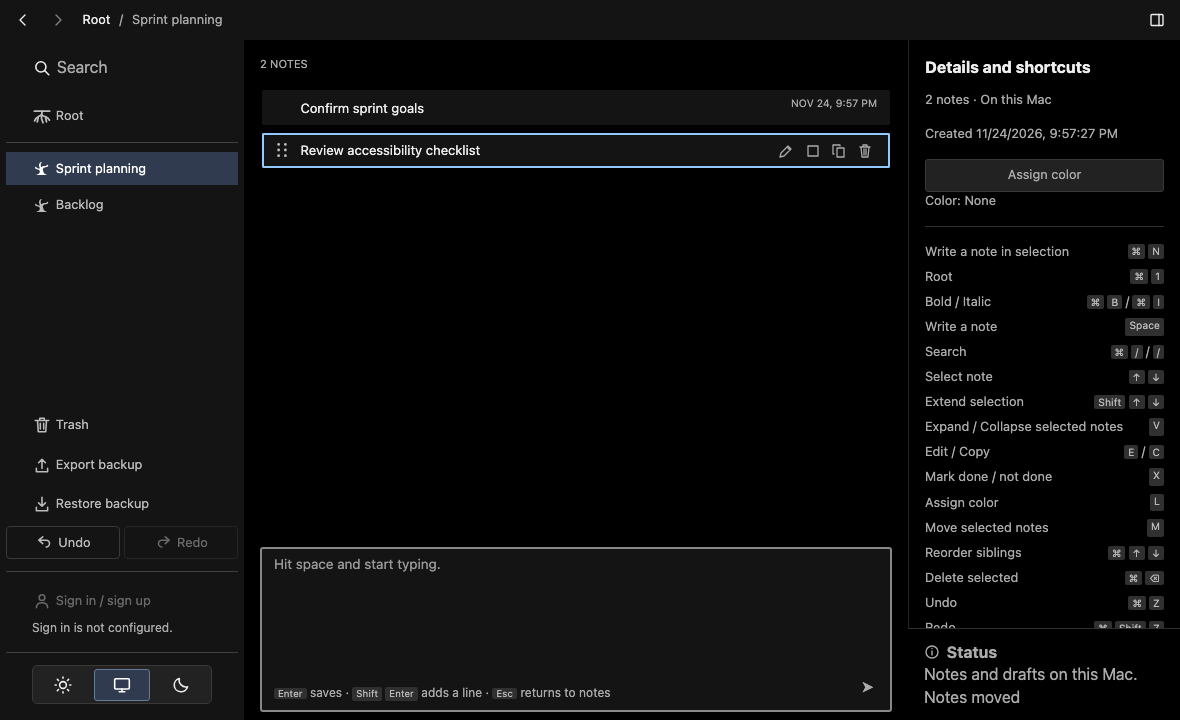 Root / Sprint planning
Search
Root
Sprint planning
Backlog
Trash
Export backup
Restore backup
Undo
Redo
Sign in / sign up
Sign in is not configured.
2 NOTES
Confirm sprint goals
NOV 24, 9:57 PM
Review accessibility checklist
Hit space and start typing.
Enter saves · Shift Enter adds a line · Esc returns to notes
Details and shortcuts
2 notes · On this Mac
Created 11/24/2026, 9:57:27 PM
Assign color
Color: None
Write a note in selection ⌘ N
Root ⌘ 1
Bold / Italic ⌘ B / ⌘ I
Write a note Space
Search ⌘ / / /
Select note ↑ ↓
Extend selection Shift ↑ ↓
Expand / Collapse selected notes V
Edit / Copy E / C
Mark done / not done X
Assign color L
Move selected notes M
Reorder siblings ⌘ ↑ ↓
Delete selected ⌘ ⌫
Undo ⌘ Z
Redo ⌘ Shift Z
Status
Notes and drafts on this Mac.
Notes moved